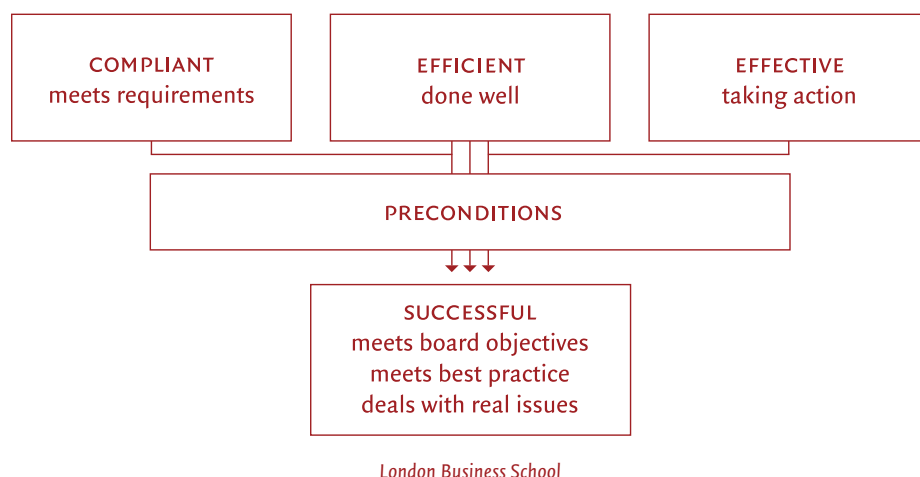 COMPLIANT
meets requirements
EFFICIENT
done well
EFFECTIVE
taking action
PRECONDITIONS
SUCCESSFUL
meets board objectives
meets best practice
deals with real issues
London Business School